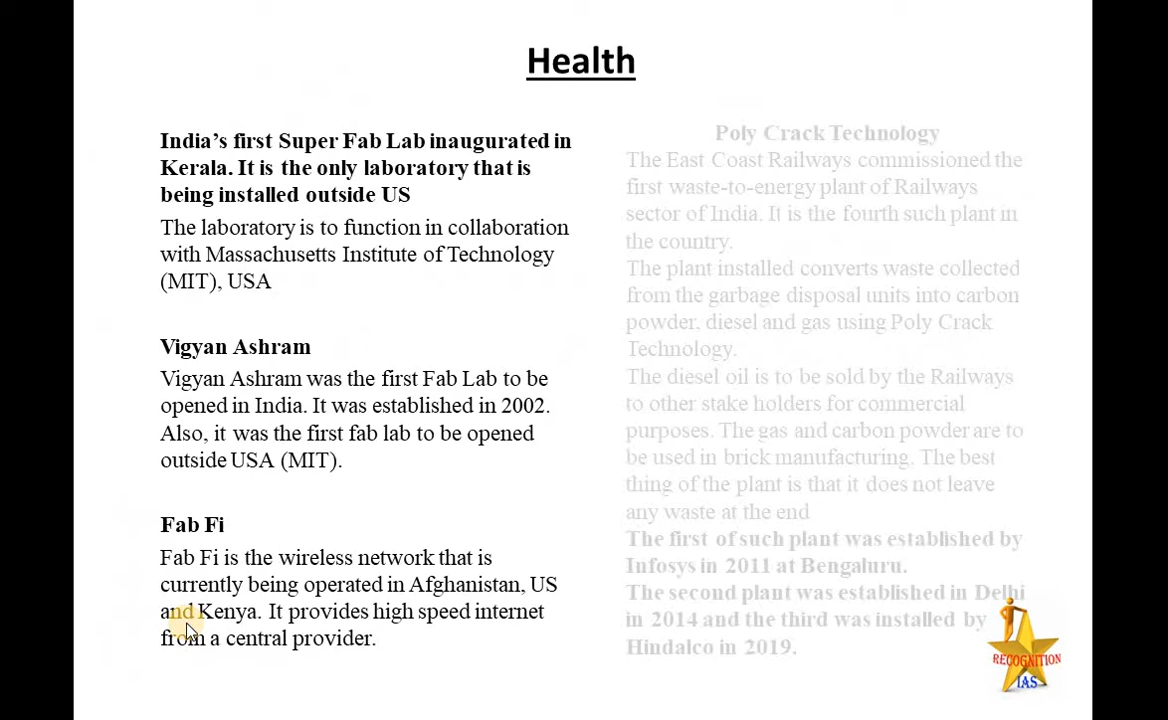 Health
India’s first Super Fab Lab inaugurated in
Kerala. It is the only laboratory that is
being installed outside US
The laboratory is to function in collaboration
with Massachusetts Institute of Technology
(MIT), USA
Vigyan Ashram
Vigyan Ashram was the first Fab Lab to be
opened in India. It was established in 2002.
Also, it was the first fab lab to be opened
outside USA (MIT).
Fab Fi
Fab Fi is the wireless network that is
currently being operated in Afghanistan, US
and Kenya. It provides high speed internet
from a central provider.
Poly Crack Technology
The East Coast Railways commissioned the
first waste-to-energy plant of Railways
sector of India. It is the fourth such plant in
the country.
The plant installed converts waste collected
from the garbage disposal units into carbon
powder, diesel and gas using Poly Crack
Technology.
The diesel oil is to be sold by the Railways
to other stake holders for commercial
purposes. The gas and carbon powder are to
be used in brick manufacturing. The best
thing of the plant is that it does not leave
any waste at the end
The first of such plant was established by
Infosys in 2011 at Bengaluru.
The second plant was established in Delhi
in 2014 and the third was installed by
Hindalco in 2019.
RECOGNITION
IAS